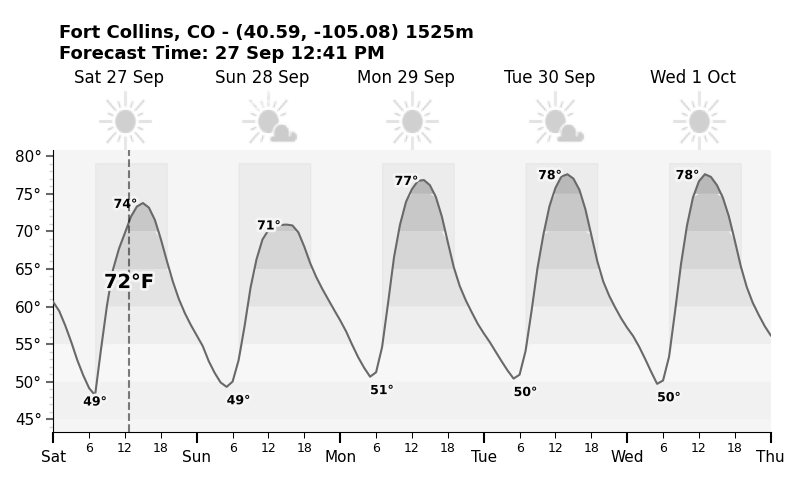 Fort Collins, CO - (40.59, -105.08) 1525m
Forecast Time: 27 Sep 12:41 PM
Sat 27 Sep Sun 28 Sep Mon 29 Sep Tue 30 Sep Wed 1 Oct
80°
75°
70°
65°
60°
55°
50°
45°
74° 71° 77° 78° 78°
72°F
49° 49° 51° 50° 50°
6 12 18 6 12 18 6 12 18 6 12 18 6 12 18
Sat Sun Mon Tue Wed Thu